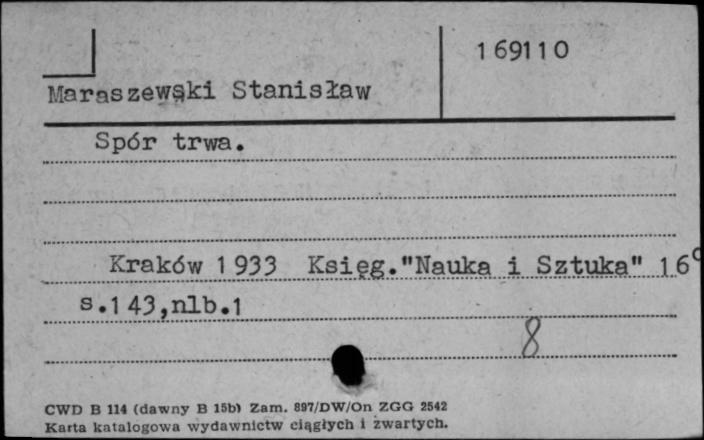 169110
Maraszewski Stanisław
Spór trwa.
Kraków 1933 Księg."Nauka i Sztuka" 16°
s.143,nlb.1
8
CWD B 114 (dawny B 15b) Zam. 897/DW/On ZGG 2542
Karta katalogowa wydawnictw ciągłych i zwartych.